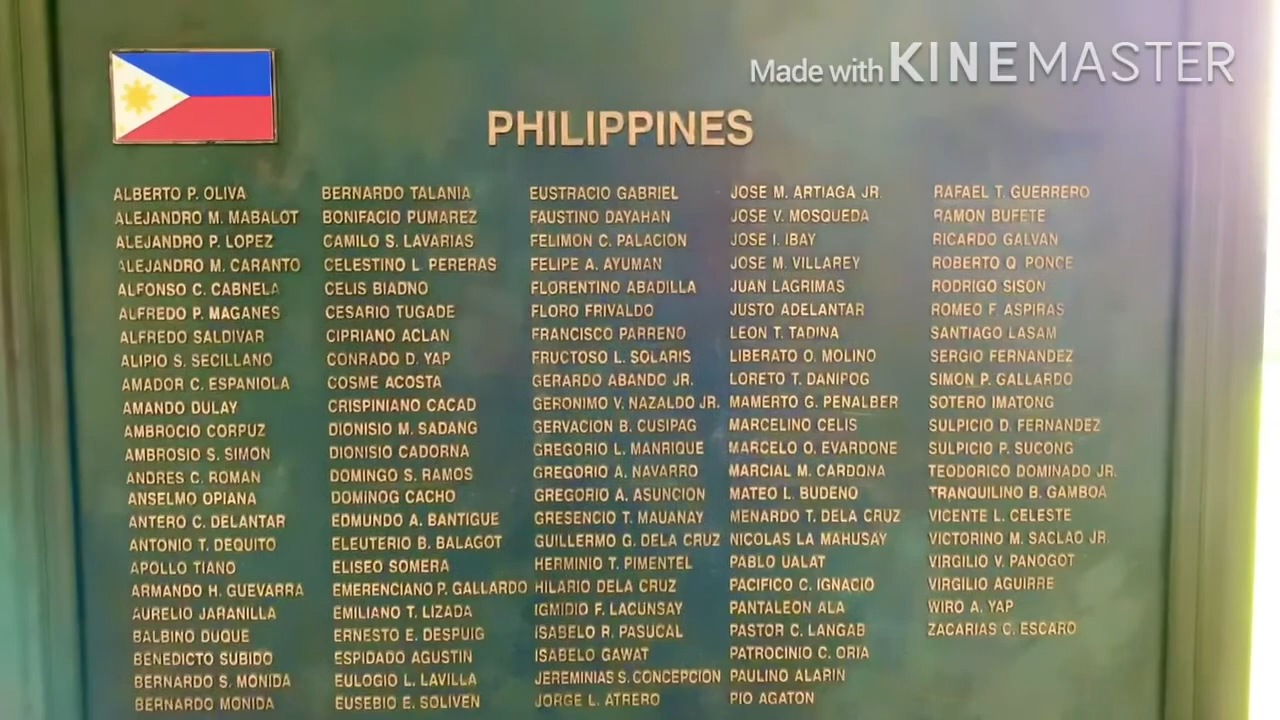 Made with KINEMASTER
PHILIPPINES
ALBERTO P. OLIVA
ALEJANDRO M. MABALOT
ALEJANDRO P. LOPEZ
ALEJANDRO M. CARANTO
ALFONSO C. CABNELA
ALFREDO P. MAGANES
ALFREDO SALDIVAR
ALIPIO S. SECILLANO
AMADOR C. ESPANIOLA
AMANDO DULAY
AMBROCIO CORPUZ
AMBROSIO S. SIMON
ANDRES C. ROMAN
ANSELMO OPIANA
ANTERO C. DELANTAR
ANTONIO T. DEQUITO
APOLLO TIANO
ARMANDO H. GUEVARRA
AURELIO JARANILLA
BALBINO DUQUE
BENEDICTO SUBIDO
BERNARDO S. MONIDA
BERNARDO MONIDA
BERNARDO TALANIA
BONIFACIO PUMAREZ
CAMILO S. LAVARIAS
CELESTINO L. PERERAS
CELIS BIADNO
CESARIO TUGADE
CIPRIANO ACLAN
CONRADO D. YAP
COSME ACOSTA
CRISPINIANO CACAD
DIONISIO M. SADANG
DIONISIO CADORNA
DOMINGO S. RAMOS
DOMINOG CACHO
EDMUNDO A. BANTIGUE
ELEUTERIO B. BALAGOT
ELISEO SOMERA
EMERENCIANO P. GALLARDO
EMILIANO T. LIZADA
ERNESTO E. DESPUIG
ESPIDADO AGUSTIN
EULOGIO L. LAVILLA
EUSEBIO E. SOLIVEN
EUSTRACIO GABRIEL
FAUSTINO DAYAHAN
FELIMON C. PALACION
FELIPE A. AYUMAN
FLORENTINO ABADILLA
FLORO FRIVALDO
FRANCISCO PARRENO
FRUCTOSO L. SOLARIS
GERARDO ABANDO JR.
GERONIMO V. NAZALDO JR.
GERVACION B. CUSIPAG
GREGORIO L. MANRIQUE
GREGORIO A. NAVARRO
GREGORIO A. ASUNCION
GRESENCIO T. MAUANAY
GUILLERMO G. DELA CRUZ
HERMINIO T. PIMENTEL
HILARIO DELA CRUZ
IGMIDIO F. LACUNSAY
ISABELO R. PASUCAL
ISABELO GAWAT
JEREMINIAS S. CONCEPCION
JORGE L. ATRERO
JOSE M. ARTIAGA JR.
JOSE V. MOSQUEDA
JOSE I. IBAY
JOSE M. VILLAREY
JUAN LAGRIMAS
JUSTO ADELANTAR
LEON T. TADINA
LIBERATO O. MOLINO
LORETO T. DANIPOG
MAMERTO G. PENALBER
MARCELINO CELIS
MARCELO O. EVARDONE
MARCIAL M. CARDONA
MATEO L. BUDENO
MENARDO T. DELA CRUZ
NICOLAS LA MAHUSAY
PABLO UALAT
PACIFICO C. IGNACIO
PANTALEON ALA
PASTOR C. LANGAB
PATROCINIO C. ORIA
PAULINO ALARIN
PIO AGATON
RAFAEL T. GUERRERO
RAMON BUFETE
RICARDO GALVAN
ROBERTO Q. PONCE
RODRIGO SISON
ROMEO F. ASPIRAS
SANTIAGO LASAM
SERGIO FERNANDEZ
SIMON P. GALLARDO
SOTERO IMATONG
SULPICIO D. FERNANDEZ
SULPICIO P. SUCONG
TEODORICO DOMINADO JR.
TRANQUILINO B. GAMBOA
VICENTE L. CELESTE
VICTORINO M. SACLAO JR.
VIRGILIO V. PANOGOT
VIRGILIO AGUIRRE
WIRO A. YAP
ZACARIAS C. ESCARO